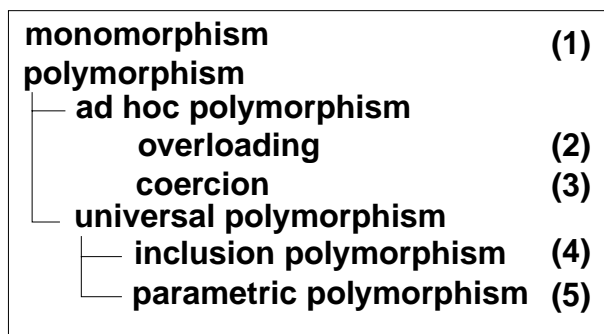 monomorphism (1)
polymorphism
ad hoc polymorphism
overloading (2)
coercion (3)
universal polymorphism
inclusion polymorphism (4)
parametric polymorphism (5)